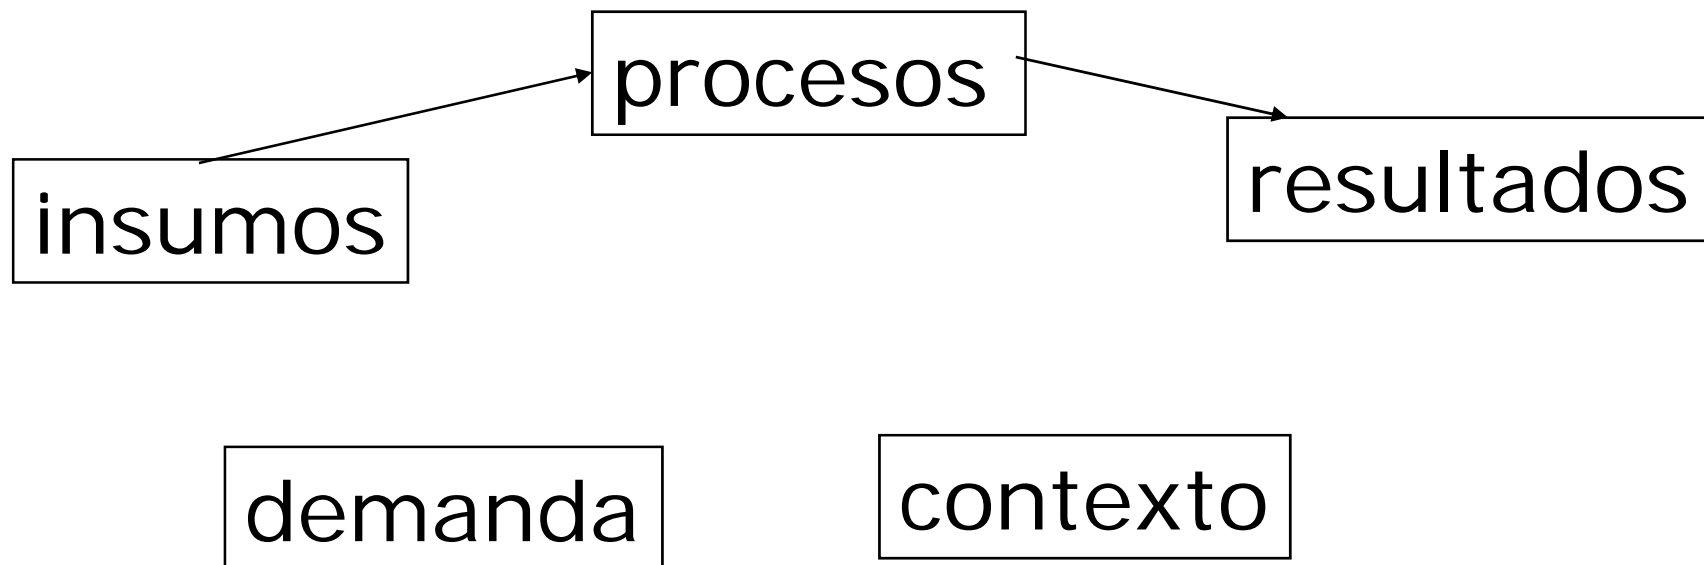 procesos
insumos
resultados
demanda
contexto